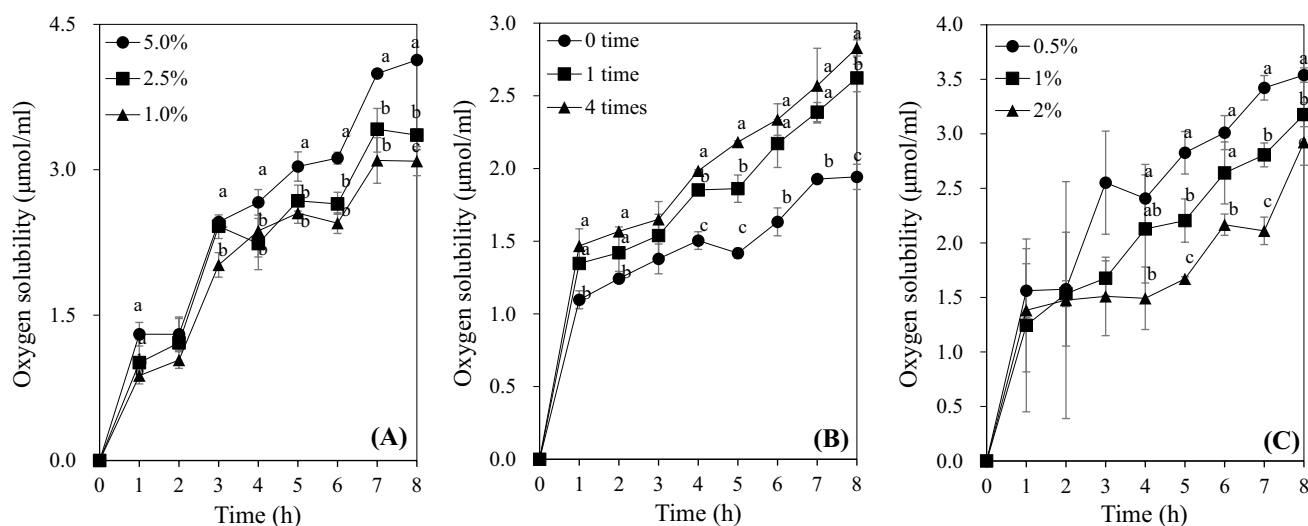 Oxygen solubility (µmol/ml)
4.5
3.0
1.5
0.0
5.0%
2.5%
1.0%
a
a
a
b
a
b
b
a
b
b
a
b
b
a
b
b
a
b
c
(A)
0 1 2 3 4 5 6 7 8
Time (h)
Oxygen solubility (µmol/ml)
3.0
2.5
2.0
1.5
1.0
0.5
0.0
0 time
1 time
4 times
a
a
b
a
a
b
a
b
c
a
b
c
a
a
b
a
a
b
a
b
c
(B)
0 1 2 3 4 5 6 7 8
Time (h)
Oxygen solubility (µmol/ml)
4.0
3.5
3.0
2.5
2.0
1.5
1.0
0.5
0.0
0.5%
1%
2%
a
ab
b
a
b
c
a
a
b
a
b
c
a
b
(C)
0 1 2 3 4 5 6 7 8
Time (h)